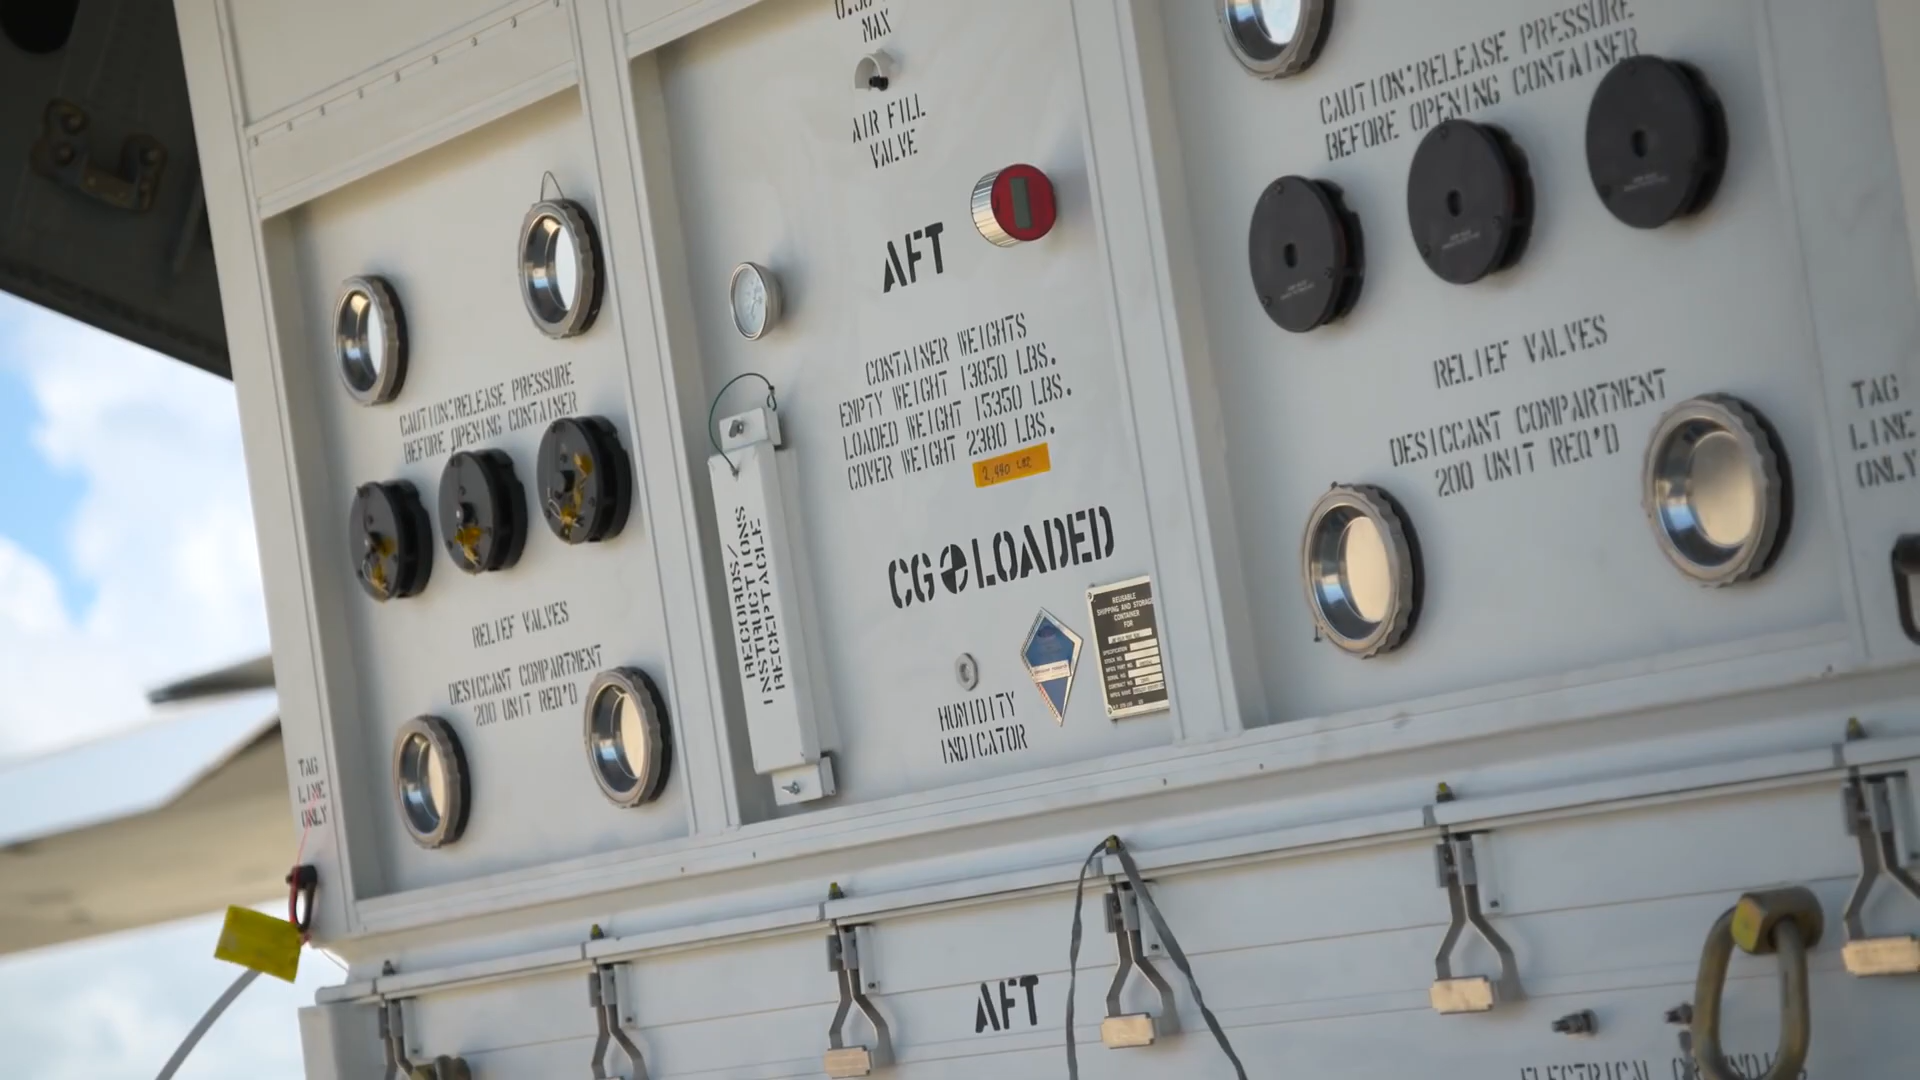 MAX
AIR FILL
VALVE
AFT
CONTAINER WEIGHTS
EMPTY WEIGHT 13850 LBS.
LOADED WEIGHT 15350 LBS.
COVER WEIGHT 2380 LBS.
2,440 LBS
CG LOADED
HUMIDITY
INDICATOR
RECORDS/
INSTRUCTIONS
RECEPTACLE
REUSABLE
SHIPPING AND STORAGE
CONTAINER
FOR
CAUTION:RELEASE PRESSURE
BEFORE OPENING CONTAINER
RELIEF VALVES
DESICCANT COMPARTMENT
200 UNIT REQ'D
TAG
LINE
ONLY
CAUTION:RELEASE PRESSURE
BEFORE OPENING CONTAINER
RELIEF VALVES
DESICCANT COMPARTMENT
200 UNIT REQ'D
TAG
LINE
ONLY
AFT
ELECTRICAL